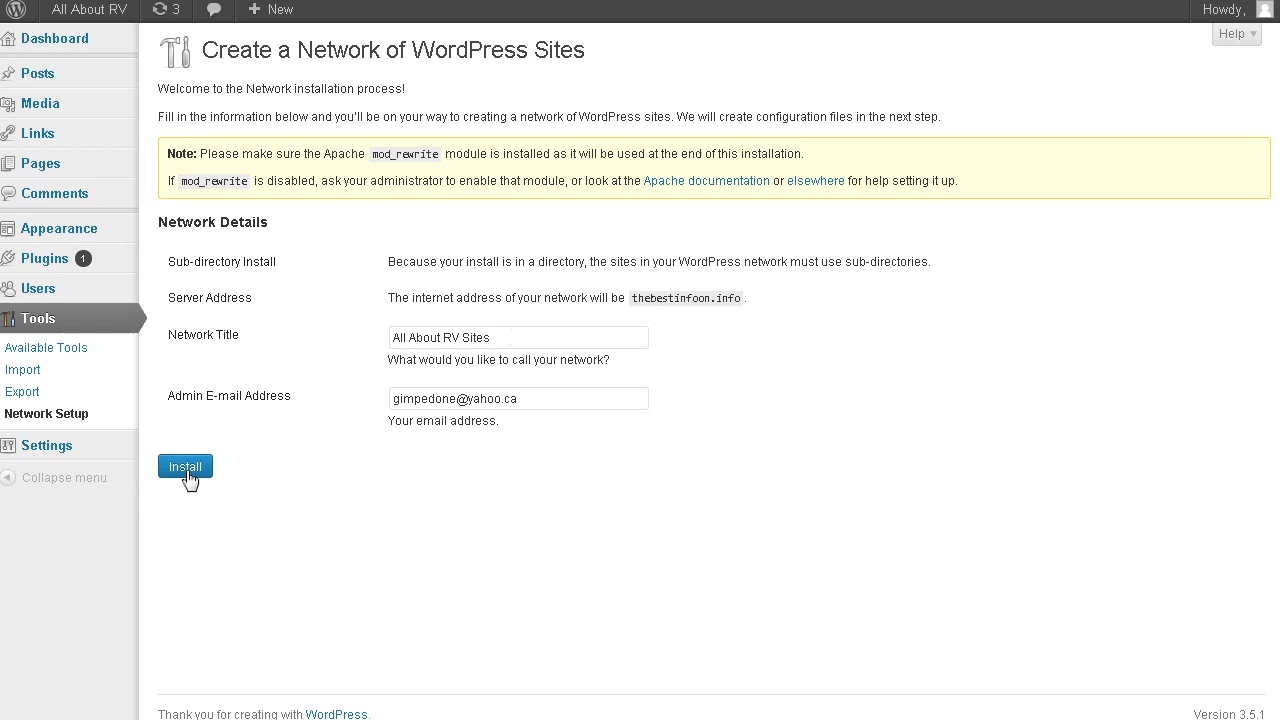 All About RV 3 New Howdy,
Help
Dashboard
Posts
Media
Links
Pages
Comments
Appearance
Plugins 1
Users
Tools
Available Tools
Import
Export
Network Setup
Settings
Collapse menu
Create a Network of WordPress Sites
Welcome to the Network installation process!
Fill in the information below and you'll be on your way to creating a network of WordPress sites. We will create configuration files in the next step.
Note: Please make sure the Apache mod_rewrite module is installed as it will be used at the end of this installation.
If mod_rewrite is disabled, ask your administrator to enable that module, or look at the Apache documentation or elsewhere for help setting it up.
Network Details
Sub-directory Install Because your install is in a directory, the sites in your WordPress network must use sub-directories.
Server Address The internet address of your network will be thebestinfoon.info.
Network Title All About RV Sites
What would you like to call your network?
Admin E-mail Address gimpedone@yahoo.ca
Your email address.
Install
Thank you for creating with WordPress. Version 3.5.1